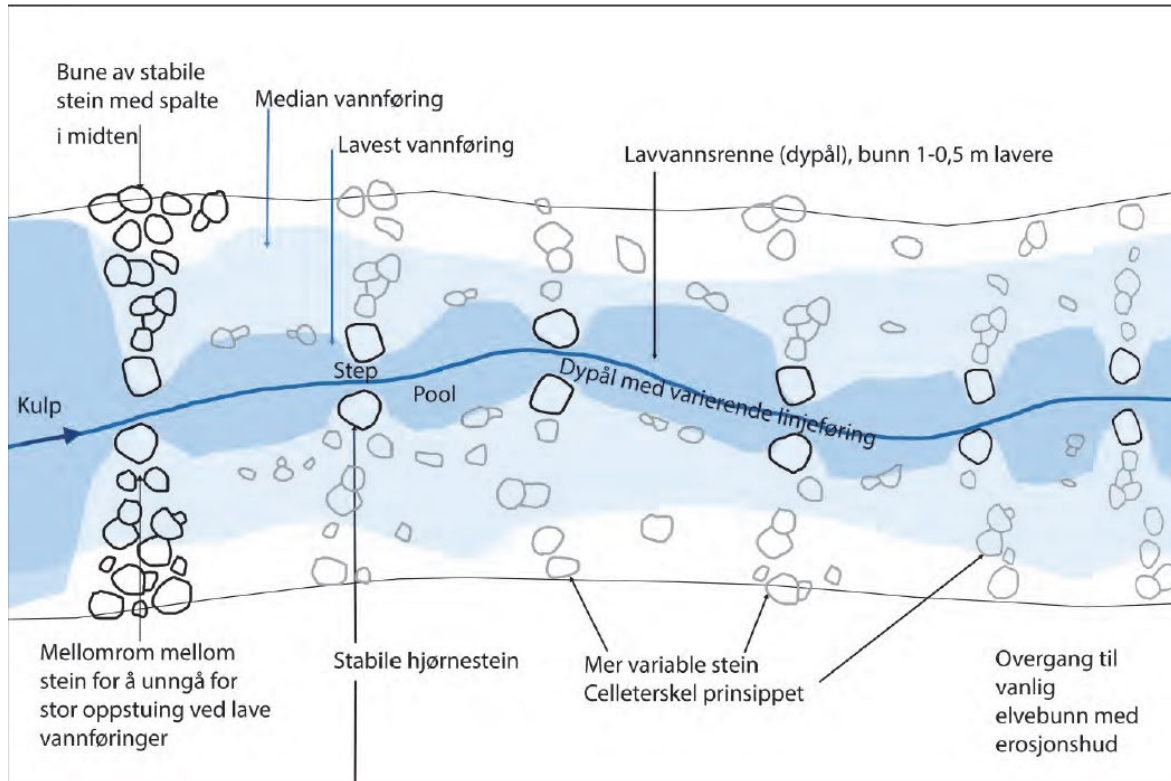 Bune av stabile
stein med spalte
i midten
Median vannføring
Lavest vannføring
Lavvannsrenne (dypål), bunn 1-0,5 m lavere
Kulp
Step
Pool
Dypål med varierende linjeføring
Mellomrom mellom
stein for å unngå for
stor oppstuing ved lave
vannføringer
Stabile hjørnestein
Mer variable stein
Celleterskel prinsippet
Overgang til
vanlig
elvebunn med
erosjonshud